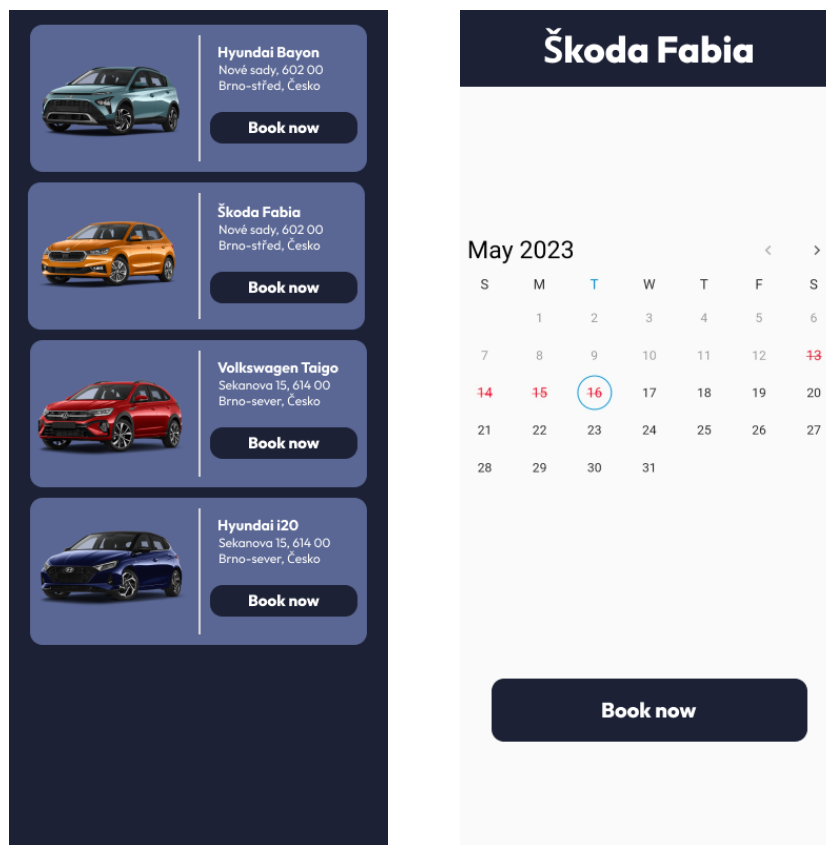 Hyundai Bayon
Nové sady, 602 00
Brno-střed, Česko
Book now
Škoda Fabia
Nové sady, 602 00
Brno-střed, Česko
Book now
Volkswagen Taigo
Sekanova 15, 614 00
Brno-sever, Česko
Book now
Hyundai i20
Sekanova 15, 614 00
Brno-sever, Česko
Book now
Škoda Fabia
May 2023
S M T W T F S
1 2 3 4 5 6
7 8 9 10 11 12 13
14 15 16 17 18 19 20
21 22 23 24 25 26 27
28 29 30 31
Book now